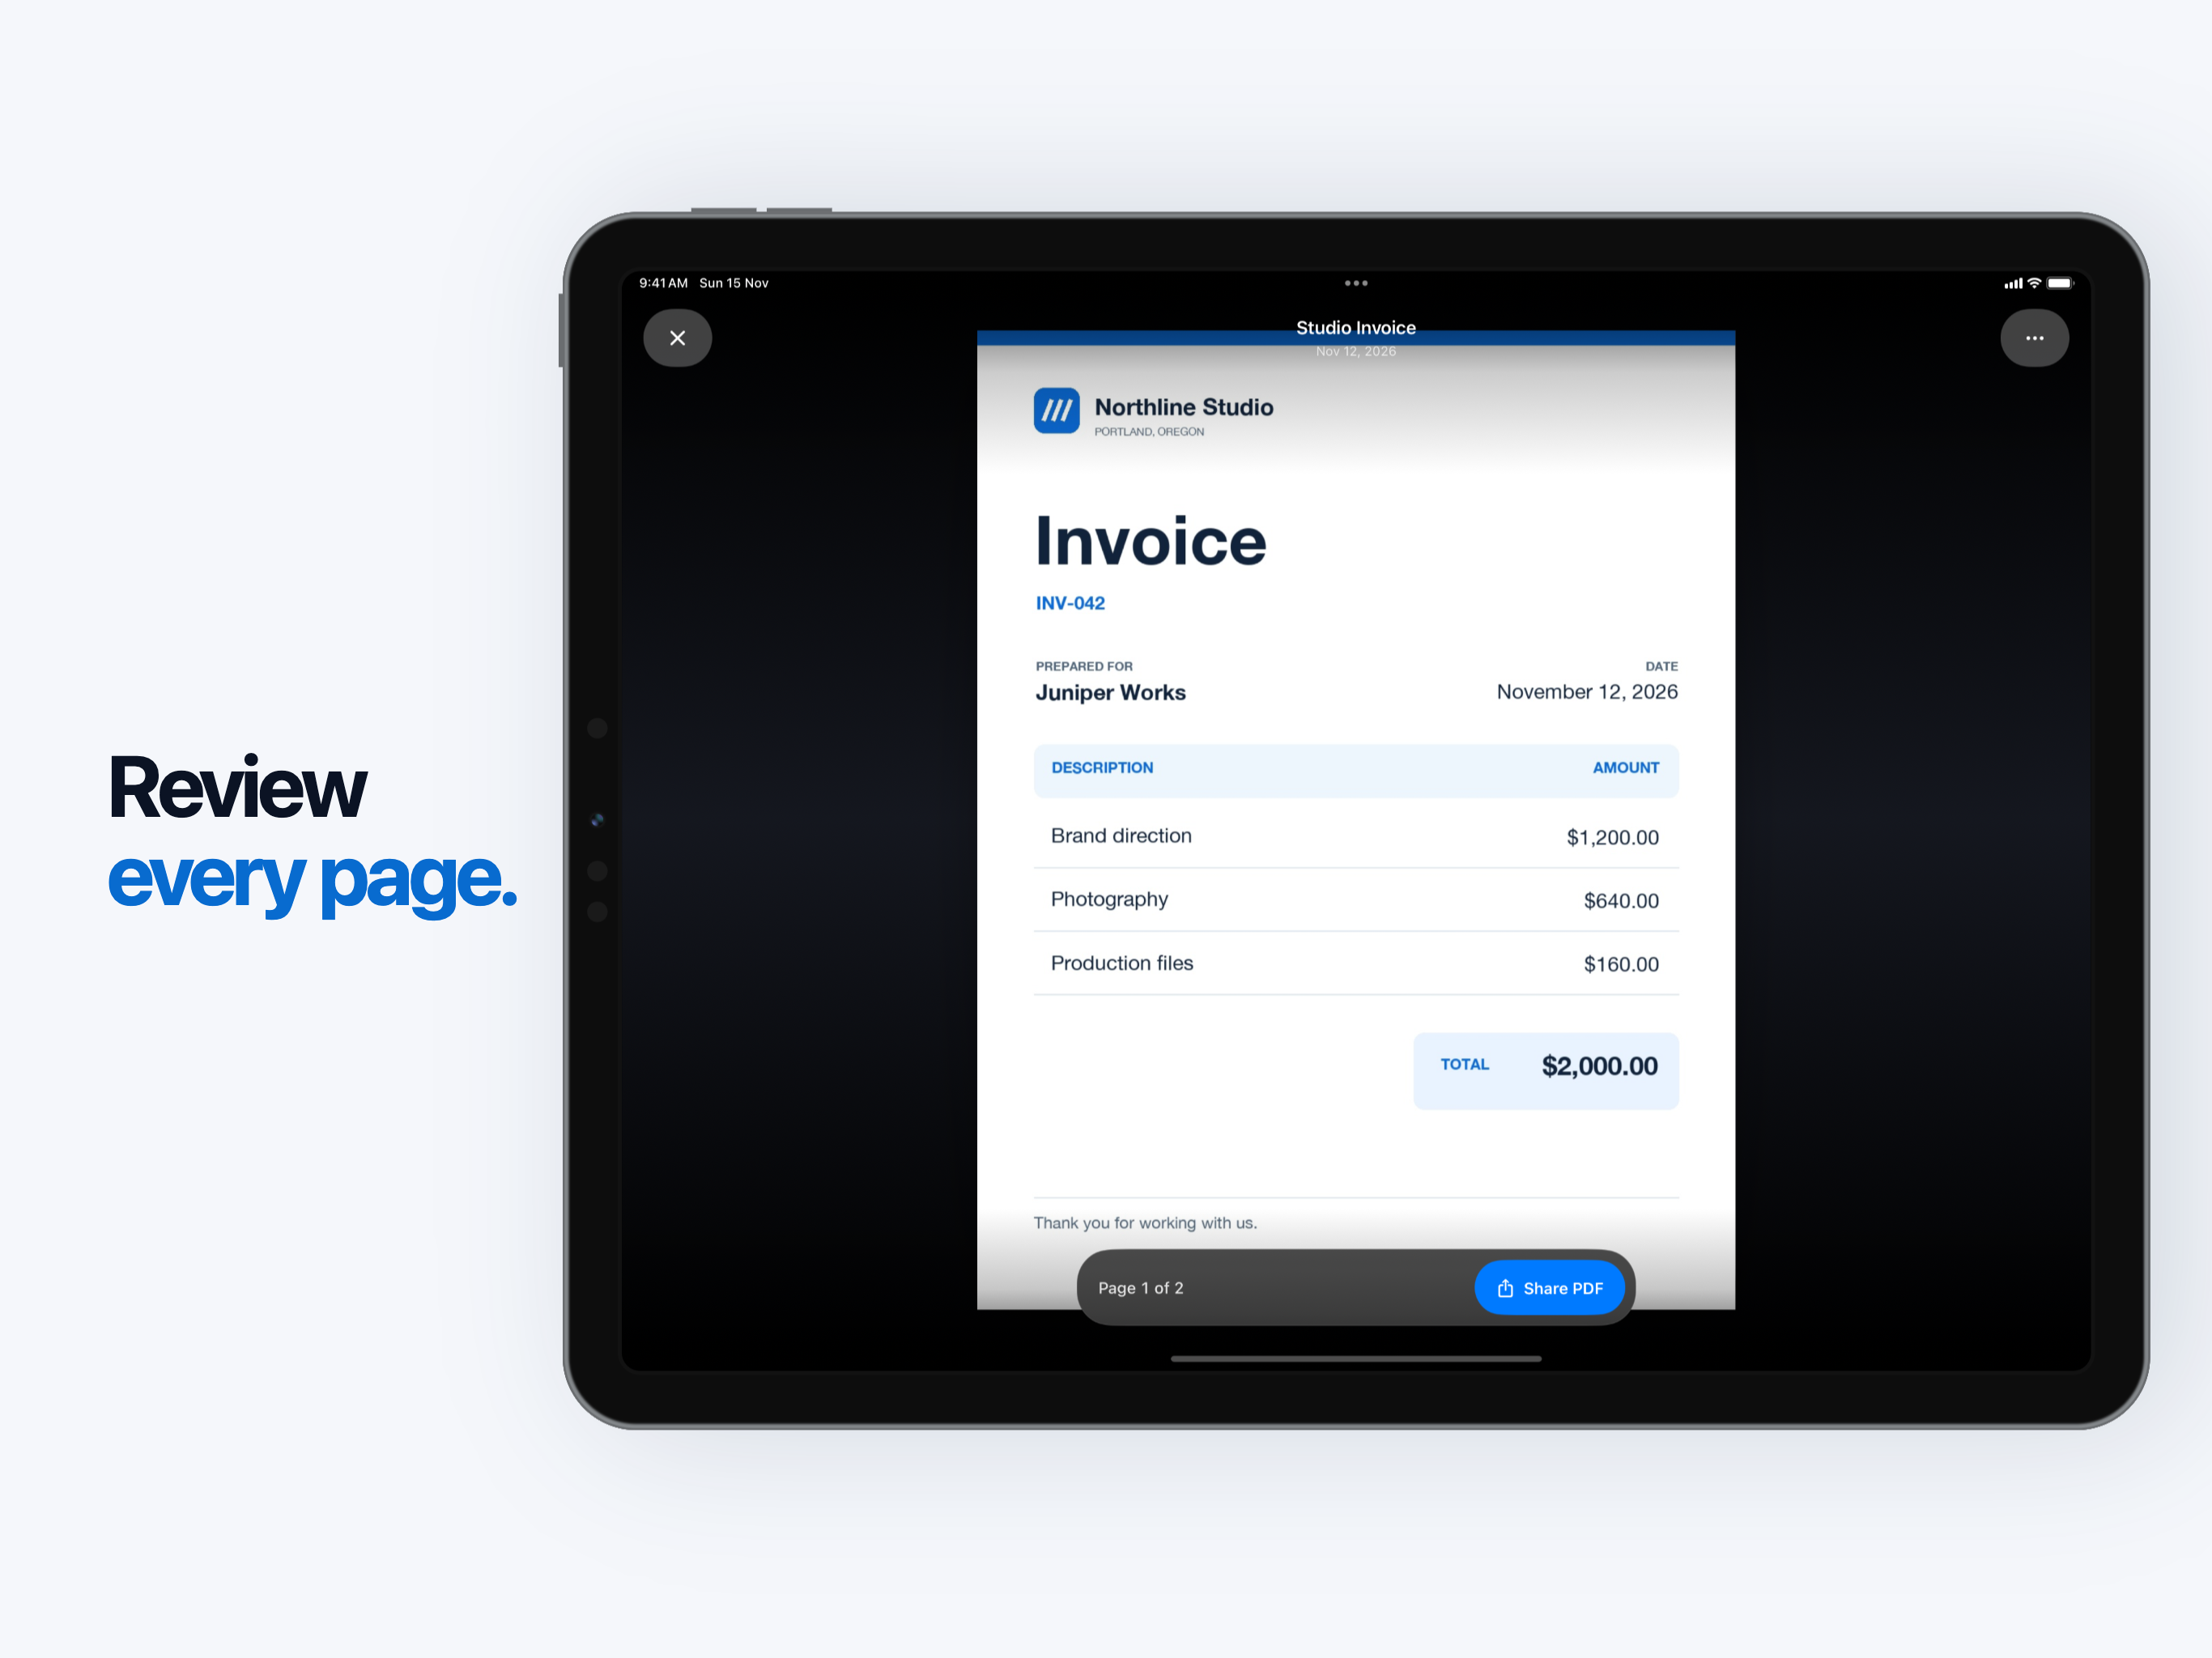 Review
every page.
9:41 AM Sun 15 Nov
Studio Invoice
Nov 12, 2026
Northline Studio
PORTLAND, OREGON
Invoice
INV-042
PREPARED FOR DATE
Juniper Works November 12, 2026
DESCRIPTION AMOUNT
Brand direction $1,200.00
Photography $640.00
Production files $160.00
TOTAL $2,000.00
Thank you for working with us.
Page 1 of 2 Share PDF